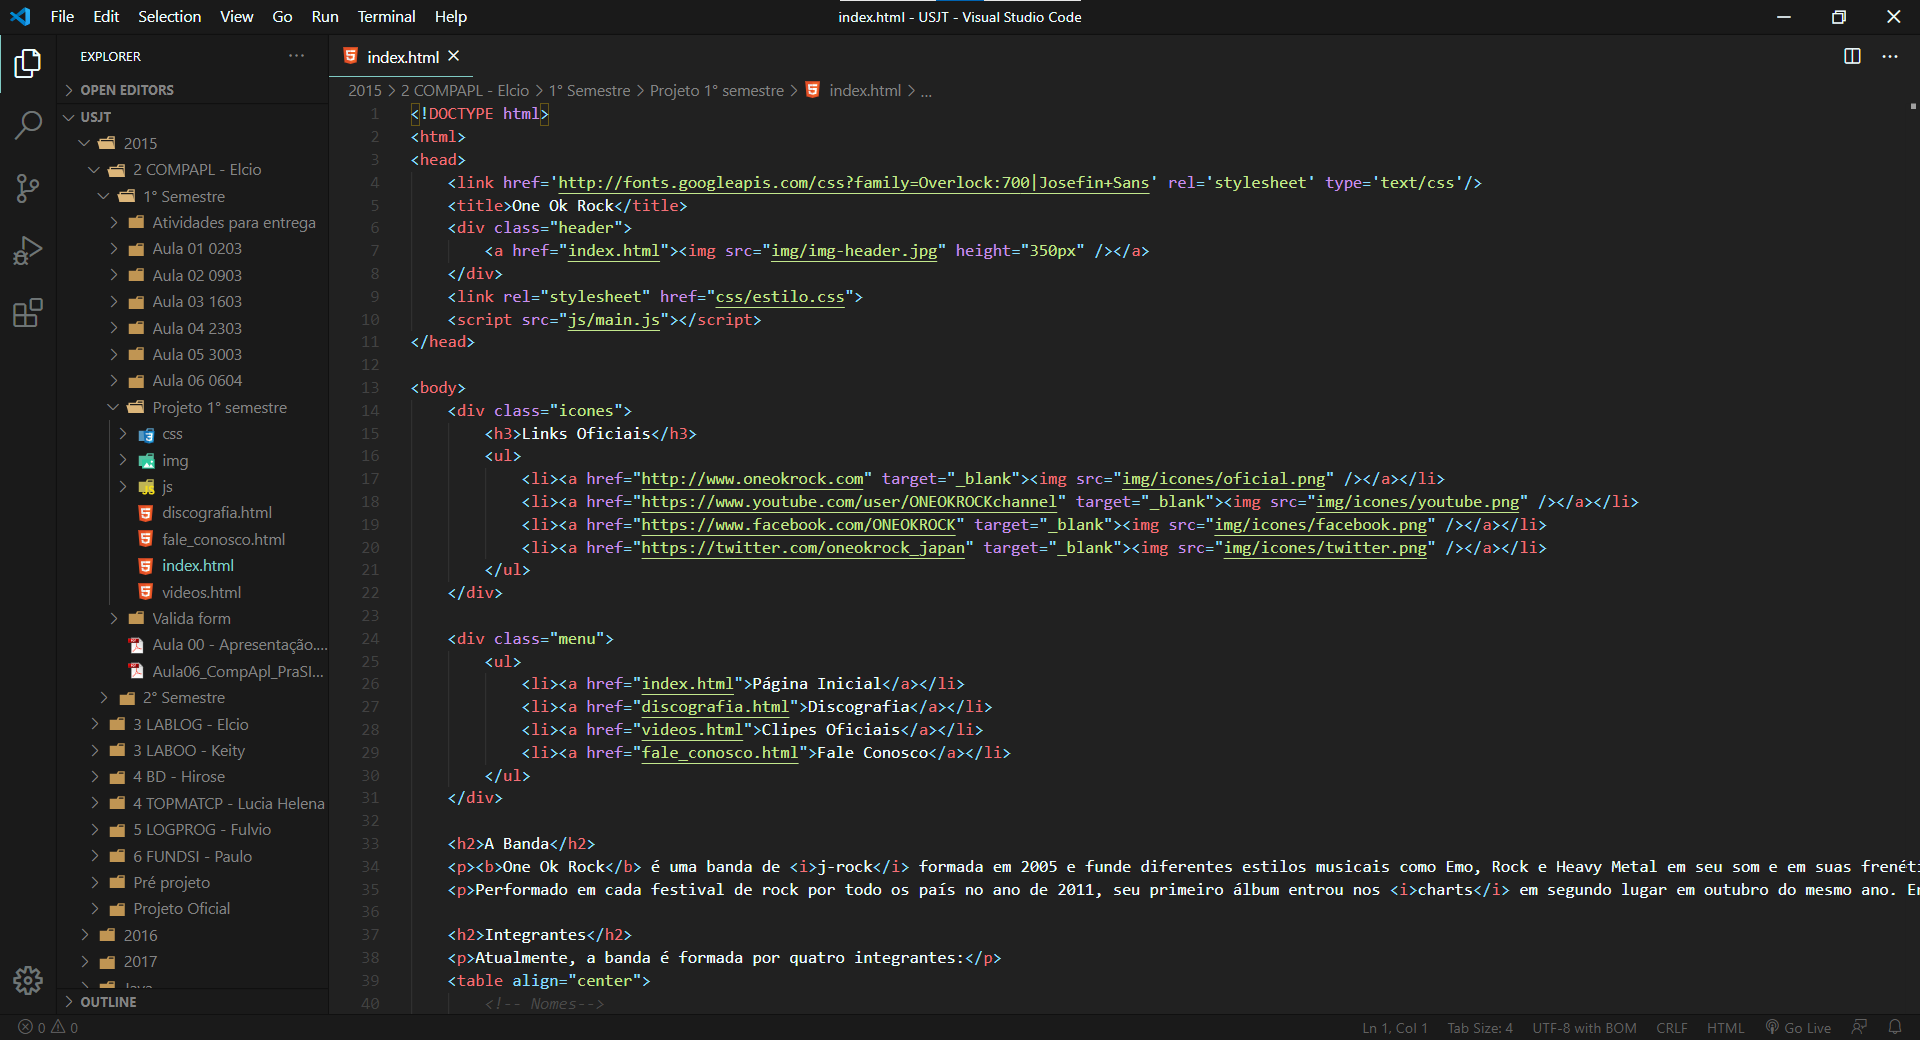 File Edit Selection View Go Run Terminal Help
index.html - USJT - Visual Studio Code
EXPLORER
OPEN EDITORS
USJT
2015
2 COMPAPL - Elcio
1° Semestre
Atividades para entrega
Aula 01 0203
Aula 02 0903
Aula 03 1603
Aula 04 2303
Aula 05 3003
Aula 06 0604
Projeto 1° semestre
css
img
js
discografia.html
fale_conosco.html
index.html
videos.html
Valida form
Aula 00 - Apresentação....
Aula06_CompApl_PraSI...
2° Semestre
3 LABLOG - Elcio
3 LABOO - Keity
4 BD - Hirose
4 TOPMATCP - Lucia Helena
5 LOGPROG - Fulvio
6 FUNDSI - Paulo
Pré projeto
Projeto Oficial
2016
2017
Java
OUTLINE
index.html
2015 > 2 COMPAPL - Elcio > 1° Semestre > Projeto 1° semestre > index.html > ...
1 <!DOCTYPE html>
2 <html>
3 <head>
4 <link href='http://fonts.googleapis.com/css?family=Overlock:700|Josefin+Sans' rel='stylesheet' type='text/css'/>
5 <title>One Ok Rock</title>
6 <div class="header">
7 <a href="index.html"><img src="img/img-header.jpg" height="350px" /></a>
8 </div>
9 <link rel="stylesheet" href="css/estilo.css">
10 <script src="js/main.js"></script>
11 </head>
12
13 <body>
14 <div class="icones">
15 <h3>Links Oficiais</h3>
16 <ul>
17 <li><a href="http://www.oneokrock.com" target="_blank"><img src="img/icones/oficial.png" /></a></li>
18 <li><a href="https://www.youtube.com/user/ONEOKROCKchannel" target="_blank"><img src="img/icones/youtube.png" /></a></li>
19 <li><a href="https://www.facebook.com/ONEOKROCK" target="_blank"><img src="img/icones/facebook.png" /></a></li>
20 <li><a href="https://twitter.com/oneokrock_japan" target="_blank"><img src="img/icones/twitter.png" /></a></li>
21 </ul>
22 </div>
23
24 <div class="menu">
25 <ul>
26 <li><a href="index.html">Página Inicial</a></li>
27 <li><a href="discografia.html">Discografia</a></li>
28 <li><a href="videos.html">Clipes Oficiais</a></li>
29 <li><a href="fale_conosco.html">Fale Conosco</a></li>
30 </ul>
31 </div>
32
33 <h2>A Banda</h2>
34 <p><b>One Ok Rock</b> é uma banda de <i>j-rock</i> formada em 2005 e funde diferentes estilos musicais como Emo, Rock e Heavy Metal em seu som e em suas frenéti
35 <p>Performado em cada festival de rock por todo os país no ano de 2011, seu primeiro álbum entrou nos <i>charts</i> em segundo lugar em outubro do mesmo ano. Er
36
37 <h2>Integrantes</h2>
38 <p>Atualmente, a banda é formada por quatro integrantes:</p>
39 <table align="center">
40 <!-- Nomes-->
0 0
Ln 1, Col 1 Tab Size: 4 UTF-8 with BOM CRLF HTML Go Live